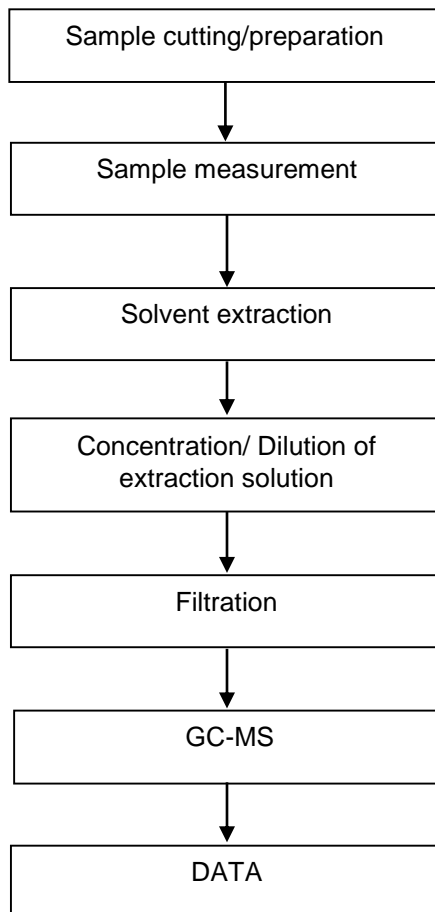 Sample cutting/preparation
Sample measurement
Solvent extraction
Concentration/ Dilution of
extraction solution
Filtration
GC-MS
DATA